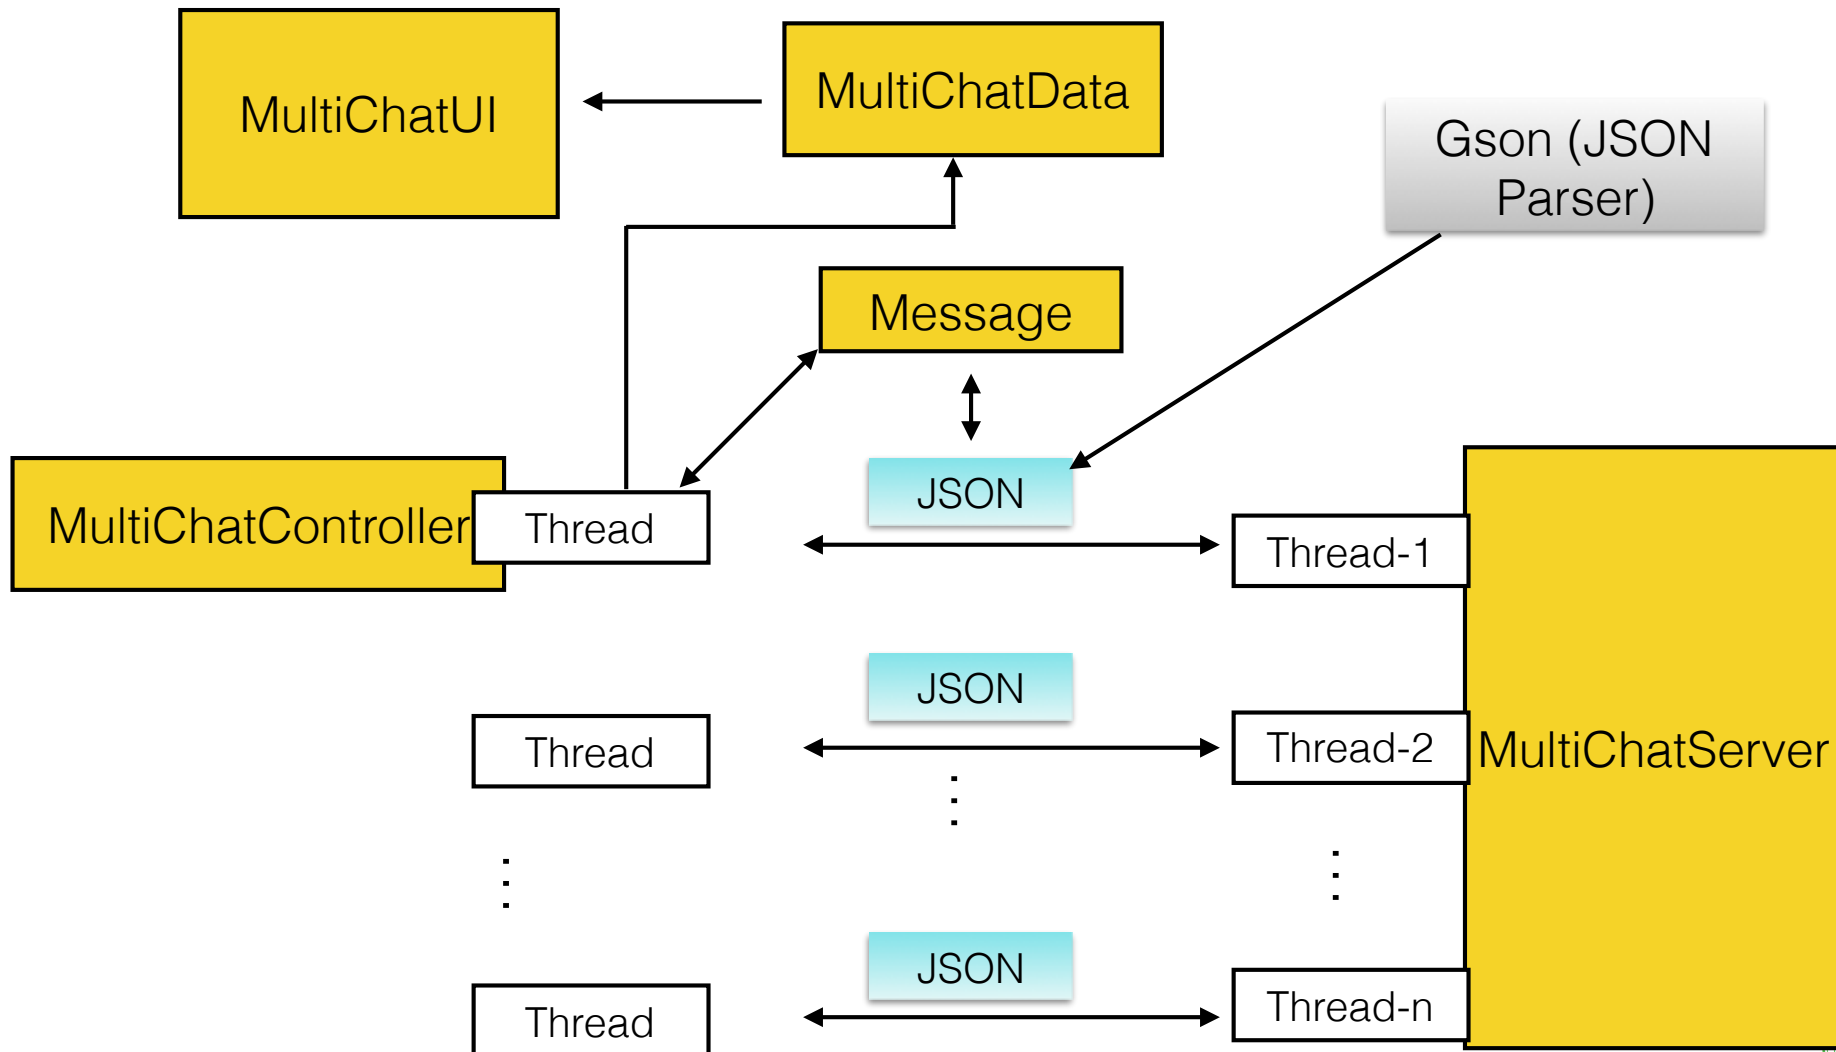 MultiChatUI
MultiChatData
Gson (JSON
Parser)
Message
MultiChatController
Thread
JSON
Thread-1
JSON
Thread
Thread-2
MultiChatServer
JSON
Thread
Thread-n